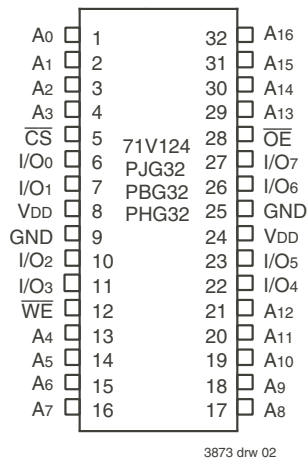 A0 1 32 A16
A1 2 31 A15
A2 3 30 A14
A3 4 29 A13
C̅S̅ 5 71V124 28 O̅E̅
I/O0 6 PJG32 27 I/O7
I/O1 7 PBG32 26 I/O6
VDD 8 PHG32 25 GND
GND 9 24 VDD
I/O2 10 23 I/O5
I/O3 11 22 I/O4
W̅E̅ 12 21 A12
A4 13 20 A11
A5 14 19 A10
A6 15 18 A9
A7 16 17 A8
3873 drw 02